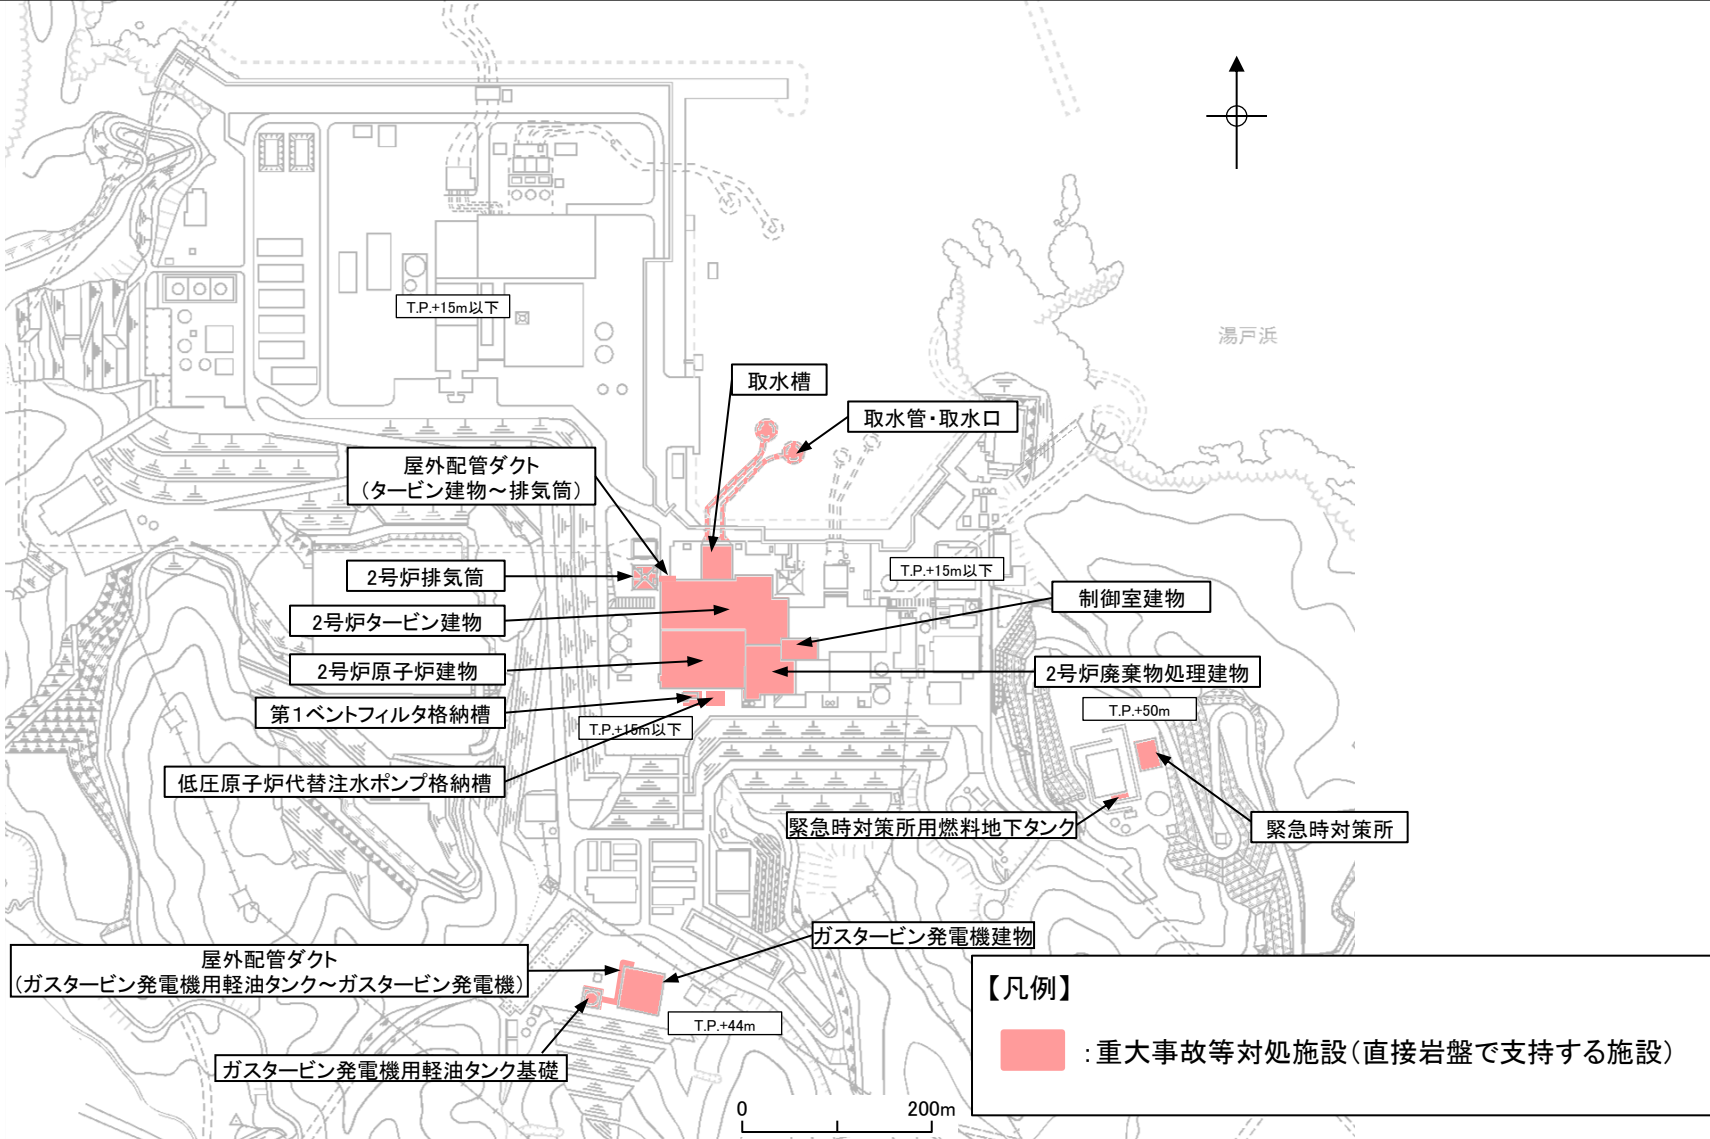 T.P.+15m以下
湯戸浜
取水槽
取水管・取水口
屋外配管ダクト
（タービン建物～排気筒）
2号炉排気筒
T.P.+15m以下
制御室建物
2号炉タービン建物
2号炉原子炉建物
2号炉廃棄物処理建物
第1ベントフィルタ格納槽
T.P.+50m
T.P.+15m以下
低圧原子炉代替注水ポンプ格納槽
緊急時対策所用燃料地下タンク
緊急時対策所
ガスタービン発電機建物
屋外配管ダクト
（ガスタービン発電機用軽油タンク～ガスタービン発電機）
T.P.+44m
ガスタービン発電機用軽油タンク基礎
【凡例】
：重大事故等対処施設（直接岩盤で支持する施設）
0 200m